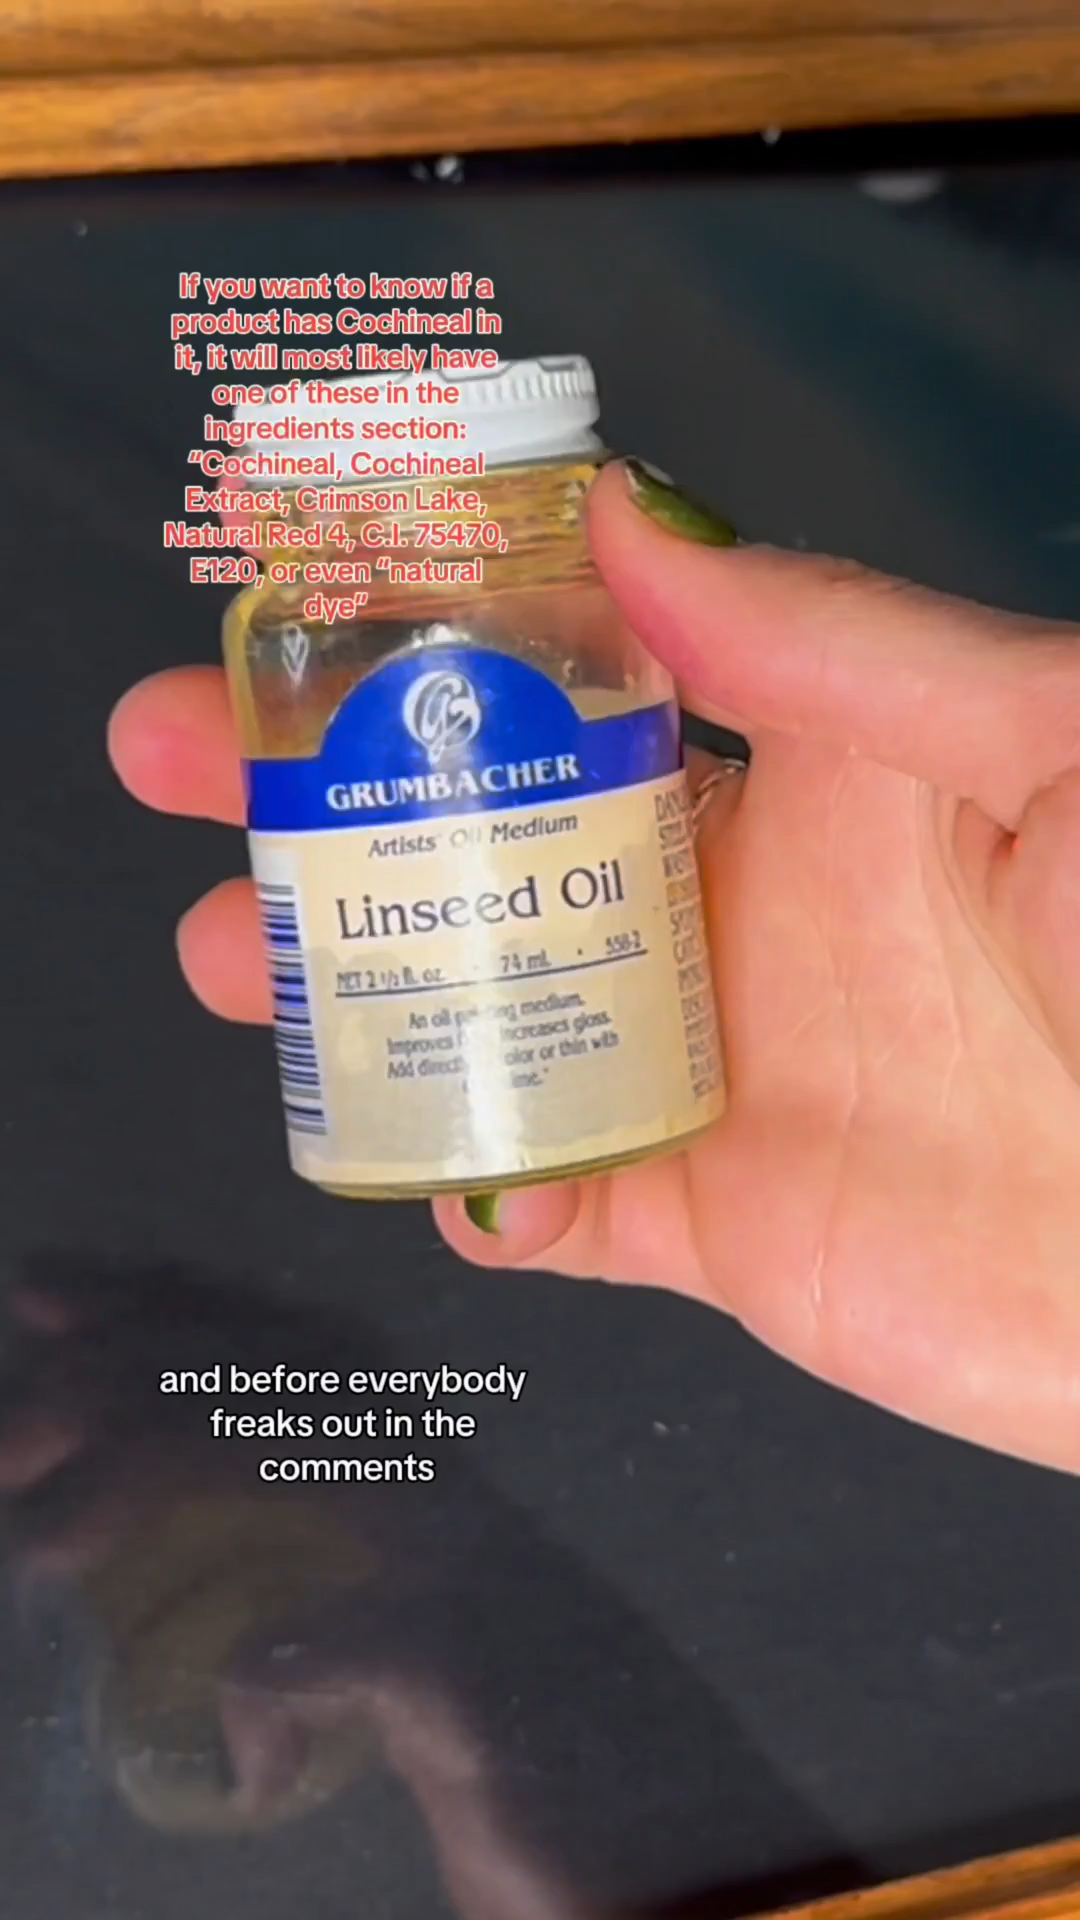 If you want to know if a
product has Cochineal in
it, it will most likely have
one of these in the
ingredients section:
“Cochineal, Cochineal
Extract, Crimson Lake,
Natural Red 4, C.I. 75470,
E120, or even “natural
dye”
GRUMBACHER
Artists' Oil Medium
Linseed Oil
NET 2 1/2 fl. oz. · 74 mL · 558-2
An oil painting medium.
Improves increases gloss.
Add direct color or thin with
and before everybody
freaks out in the
comments